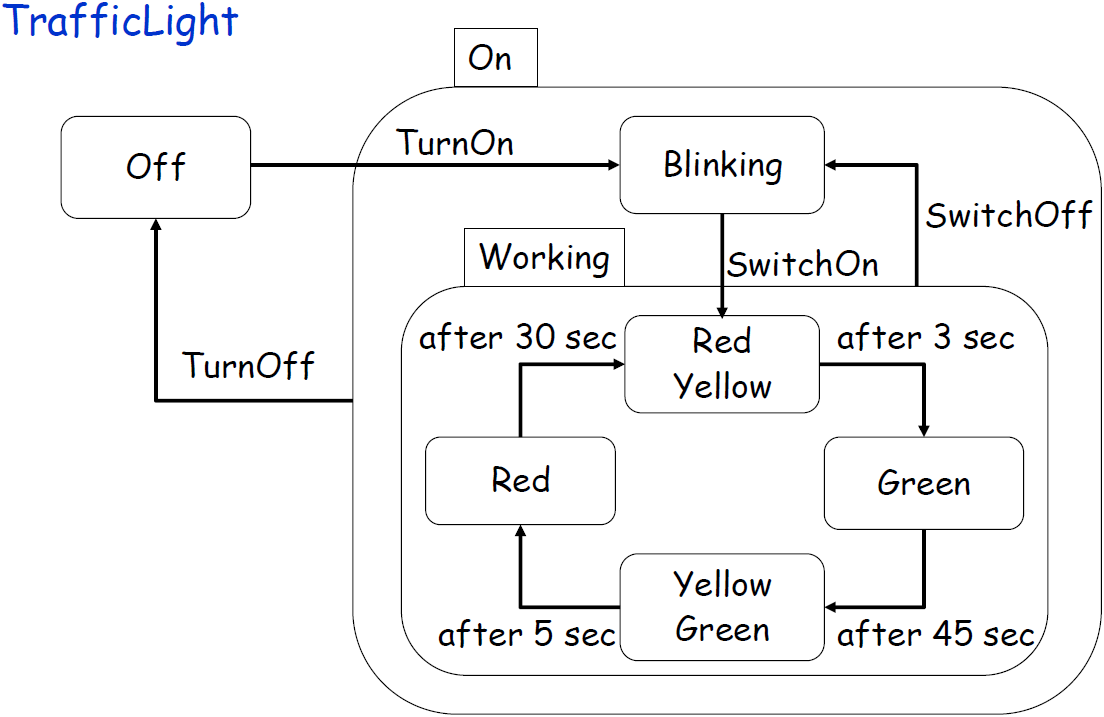 TrafficLight
On
Off
TurnOn
Blinking
SwitchOff
Working
SwitchOn
after 30 sec
Red
Yellow
after 3 sec
TurnOff
Red
Green
Yellow
Green
after 5 sec
after 45 sec